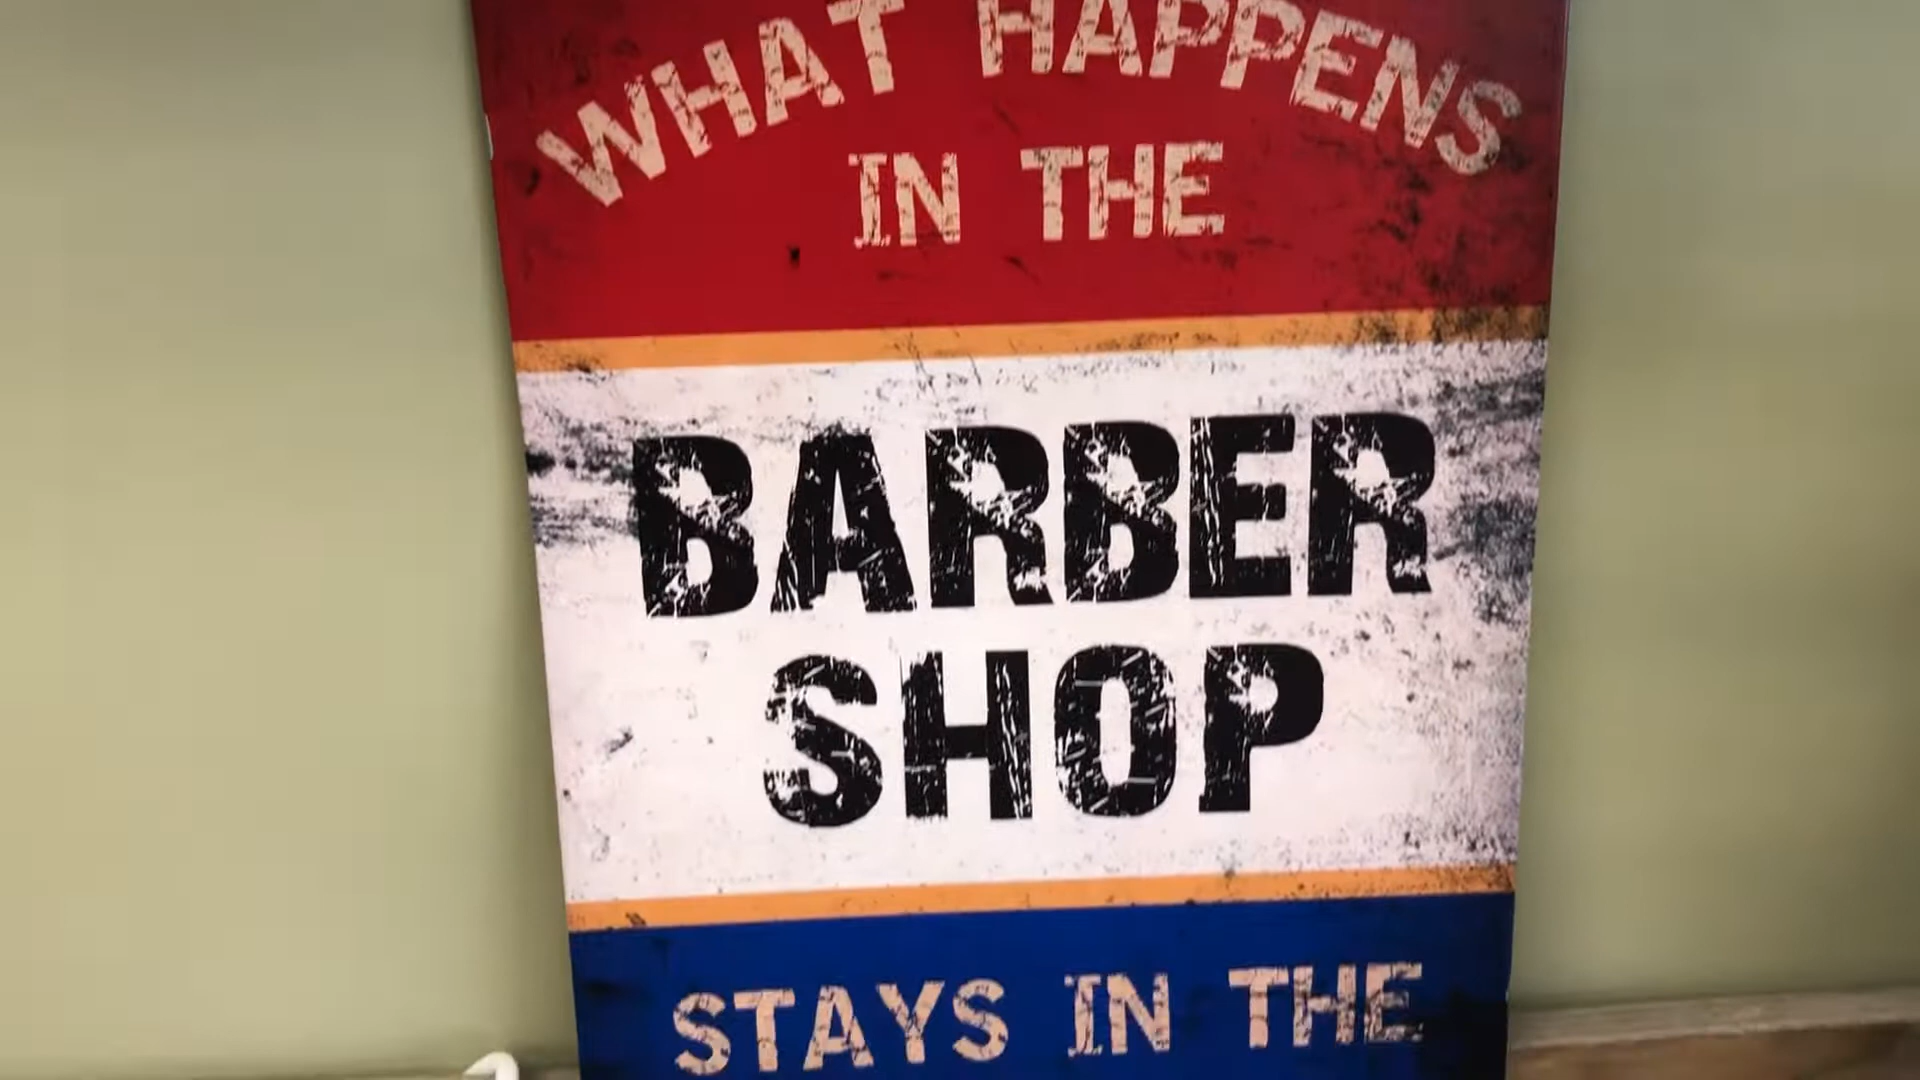 WHAT HAPPENS
IN THE
BARBER
SHOP
STAYS IN THE